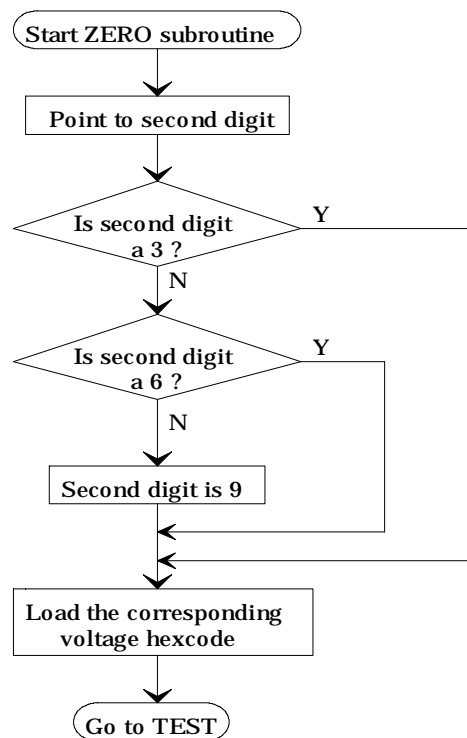 Start ZERO subroutine
Point to second digit
Is second digit
a 3 ?
Y
N
Is second digit
a 6 ?
Y
N
Second digit is 9
Load the corresponding
voltage hexcode
Go to TEST